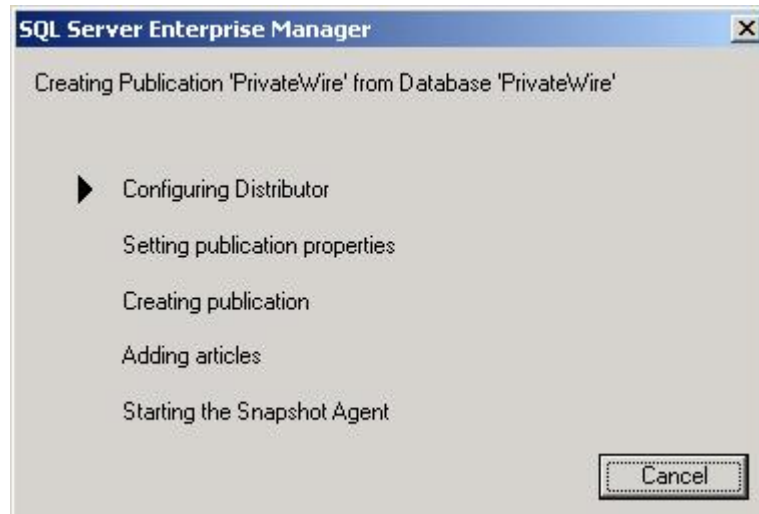 SQL Server Enterprise Manager
Creating Publication 'PrivateWire' from Database 'PrivateWire'
Configuring Distributor
Setting publication properties
Creating publication
Adding articles
Starting the Snapshot Agent
Cancel